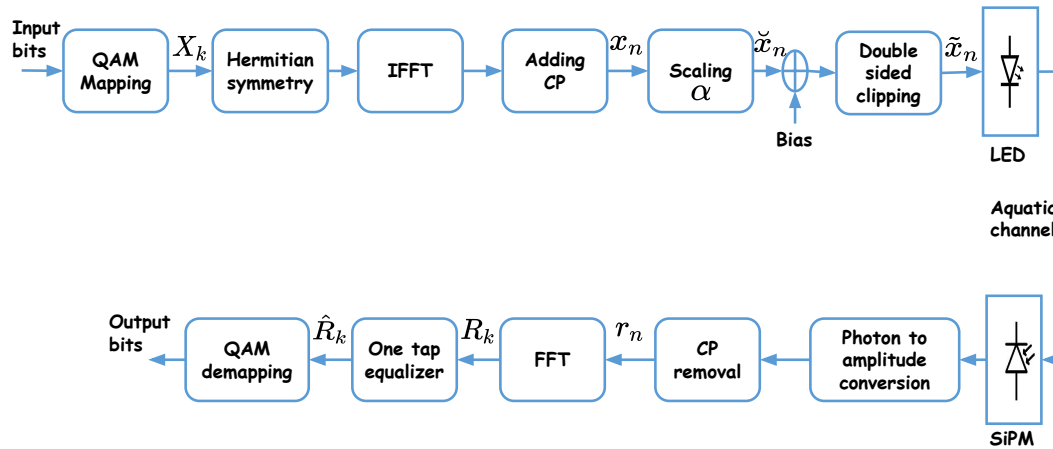 Input
bits
QAM
Mapping
X_k
Hermitian
symmetry
IFFT
Adding
CP
x_n
Scaling
α
x̆_n
Bias
Double
sided
clipping
x̃_n
LED
Aquatic
channel
Output
bits
QAM
demapping
R̂_k
One tap
equalizer
R_k
FFT
r_n
CP
removal
Photon to
amplitude
conversion
SiPM